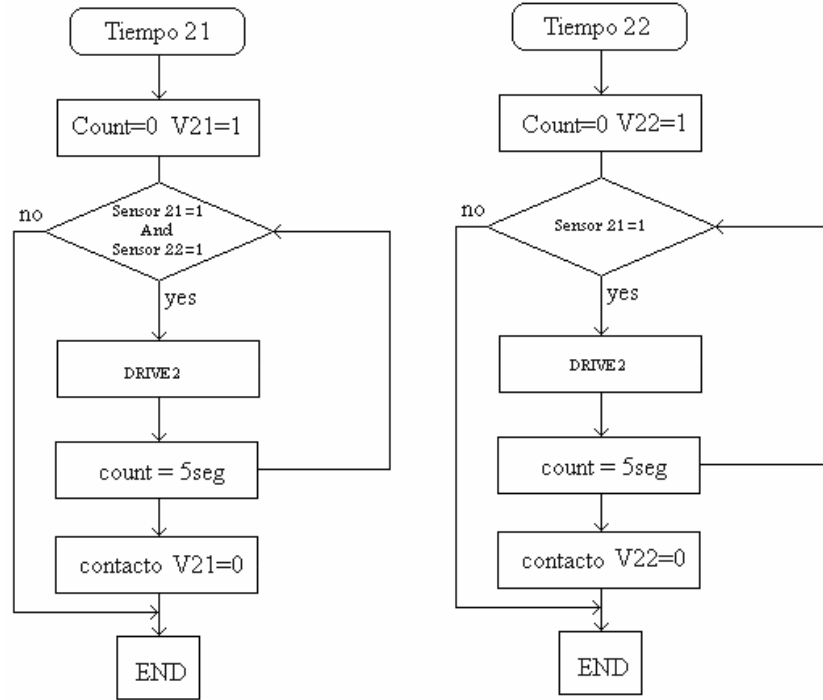 Tiempo 21
Count=0 V21=1
no
Sensor 21=1
And
Sensor 22=1
yes
DRIVE2
count = 5seg
contacto V21=0
END
Tiempo 22
Count=0 V22=1
no
Sensor 21=1
yes
DRIVE2
count = 5seg
contacto V22=0
END